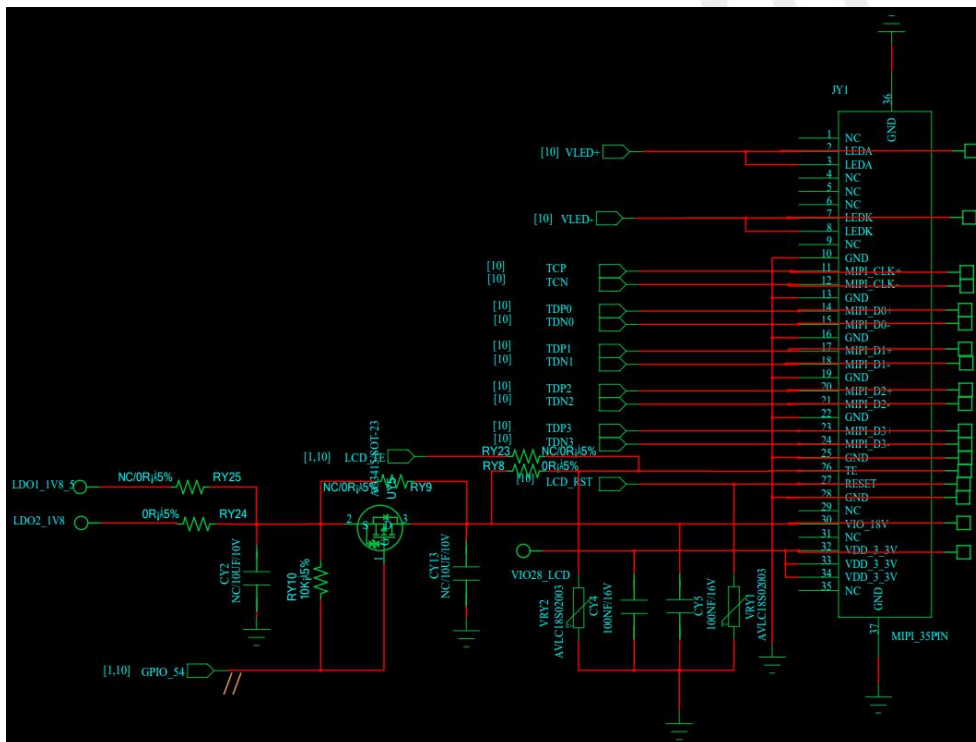 JY1
36
GND
1 NC
[10] VLED+ 2 LEDA
3 LEDA
4 NC
5 NC
6 NC
[10] VLED- 7 LEDK
8 LEDK
9 NC
10 GND
[10] TCP 11 MIPI_CLK+
[10] TCN 12 MIPI_CLK-
13 GND
[10] TDP0 14 MIPI_D0+
[10] TDN0 15 MIPI_D0-
16 GND
[10] TDP1 17 MIPI_D1+
[10] TDN1 18 MIPI_D1-
19 GND
[10] TDP2 20 MIPI_D2+
[10] TDN2 21 MIPI_D2-
22 GND
[10] TDP3 23 MIPI_D3+
[10] TDN3 24 MIPI_D3-
RY23 NC/0R¡À5%
25 GND
[1,10] LCD_TE
RY8 0R¡À5%
26 TE
[10] LCD_RST 27 RESET
28 GND
29 NC
30 VIO_18V
31 NC
32 VDD_3_3V
33 VDD_3_3V
34 VDD_3_3V
35 NC
GND
37
MIPI_35PIN
NC/0R¡À5% RY25
LDO1_1V8_5
0R¡À5% RY24
LDO2_1V8
NC/0R¡À5% RY9
2 S D 3
G
1
CY2
NC/10UF/10V
RY10
10K¡À5%
CY13
NC/10UF/10V
VIO28_LCD
VRY2
AVLC18S02003
CY4
100NF/16V
CY5
100NF/16V
VRY1
AVLC18S02003
[1,10] GPIO_54